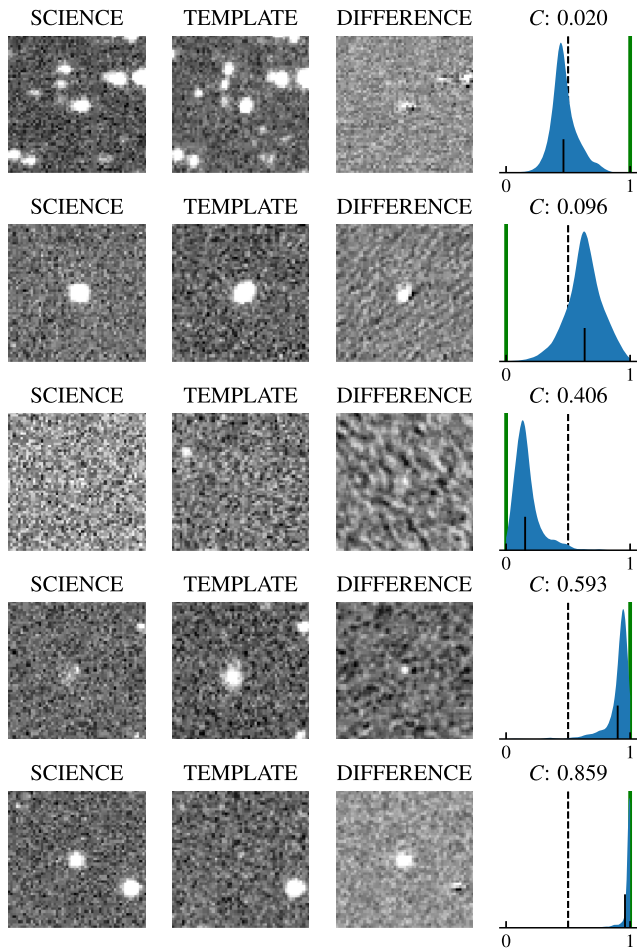 SCIENCE TEMPLATE DIFFERENCE C: 0.020
0 1
SCIENCE TEMPLATE DIFFERENCE C: 0.096
0 1
SCIENCE TEMPLATE DIFFERENCE C: 0.406
0 1
SCIENCE TEMPLATE DIFFERENCE C: 0.593
0 1
SCIENCE TEMPLATE DIFFERENCE C: 0.859
0 1